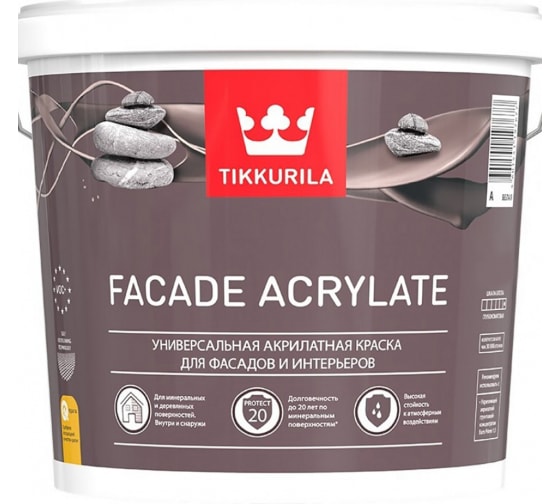 TIKKURILA
FACADE ACRYLATE
УНИВЕРСАЛЬНАЯ АКРИЛАТНАЯ КРАСКА
ДЛЯ ФАСАДОВ И ИНТЕРЬЕРОВ
Для минеральных
и деревянных
поверхностей.
Внутри и снаружи
PROTECT
20
Долговечность
до 20 лет по
минеральным
поверхностям*
Высокая
стойкость
к атмосферным
воздействиям
VOC
A